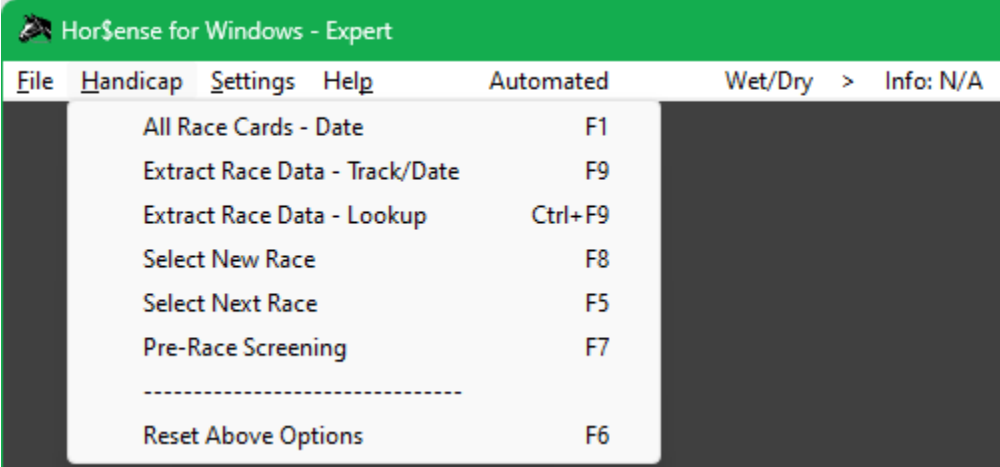 Hor$ense for Windows - Expert
File Handicap Settings Help Automated Wet/Dry > Info: N/A
All Race Cards - Date F1
Extract Race Data - Track/Date F9
Extract Race Data - Lookup Ctrl+F9
Select New Race F8
Select Next Race F5
Pre-Race Screening F7
--------------------------------
Reset Above Options F6